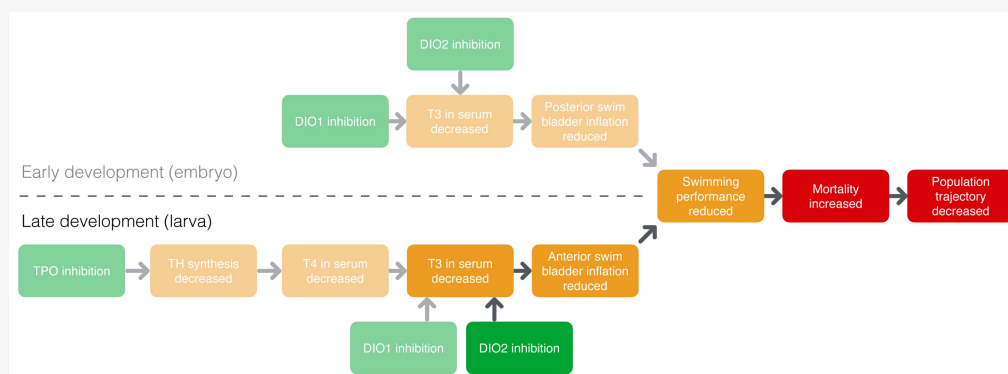 DIO2 inhibition
DIO1 inhibition
T3 in serum
decreased
Posterior swim
bladder inflation
reduced
Early development (embryo)
Swimming
performance
reduced
Mortality
increased
Population
trajectory
decreased
Late development (larva)
TPO inhibition
TH synthesis
decreased
T4 in serum
decreased
T3 in serum
decreased
Anterior swim
bladder inflation
reduced
DIO1 inhibition
DIO2 inhibition